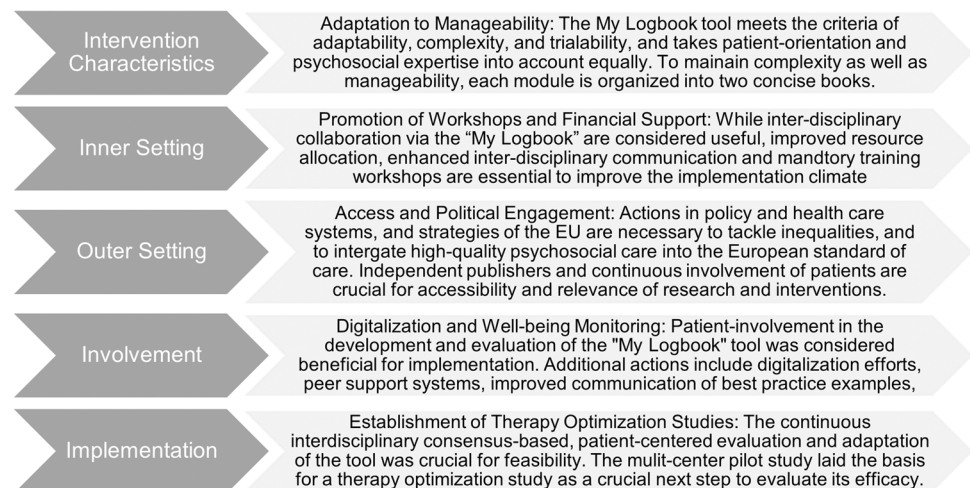 Intervention
Characteristics
Adaptation to Manageability: The My Logbook tool meets the criteria of
adaptability, complexity, and trialability, and takes patient-orientation and
psychosocial expertise into account equally. To mainain complexity as well as
manageability, each module is organized into two concise books.
Inner Setting
Promotion of Workshops and Financial Support: While inter-disciplinary
collaboration via the “My Logbook” are considered useful, improved resource
allocation, enhanced inter-disciplinary communication and mandtory training
workshops are essential to improve the implementation climate
Outer Setting
Access and Political Engagement: Actions in policy and health care
systems, and strategies of the EU are necessary to tackle inequalities, and
to intergate high-quality psychosocial care into the European standard of
care. Independent publishers and continuous involvement of patients are
crucial for accessibility and relevance of research and interventions.
Involvement
Digitalization and Well-being Monitoring: Patient-involvement in the
development and evaluation of the "My Logbook" tool was considered
beneficial for implementation. Additional actions include digitalization efforts,
peer support systems, improved communication of best practice examples,
Implementation
Establishment of Therapy Optimization Studies: The continuous
interdisciplinary consensus-based, patient-centered evaluation and adaptation
of the tool was crucial for feasibility. The mulit-center pilot study laid the basis
for a therapy optimization study as a crucial next step to evaluate its efficacy.